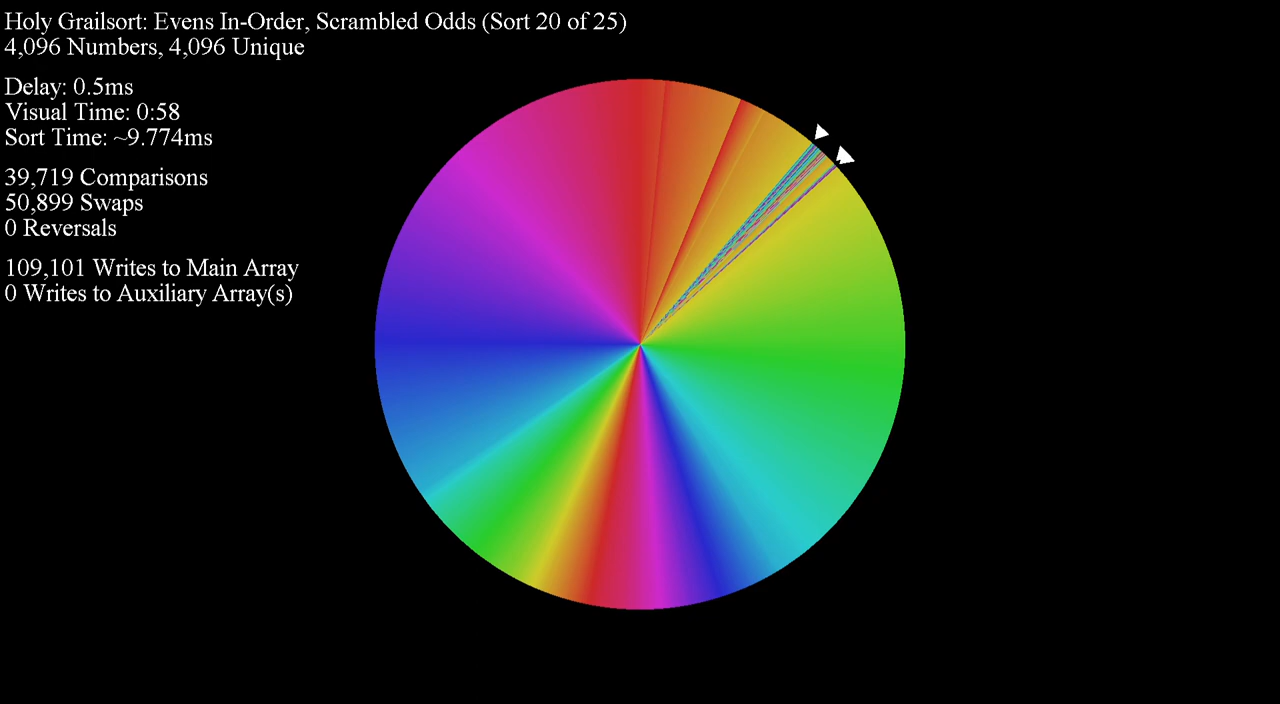 Holy Grailsort: Evens In-Order, Scrambled Odds (Sort 20 of 25)
4,096 Numbers, 4,096 Unique
Delay: 0.5ms
Visual Time: 0:58
Sort Time: ~9.774ms
39,719 Comparisons
50,899 Swaps
0 Reversals
109,101 Writes to Main Array
0 Writes to Auxiliary Array(s)